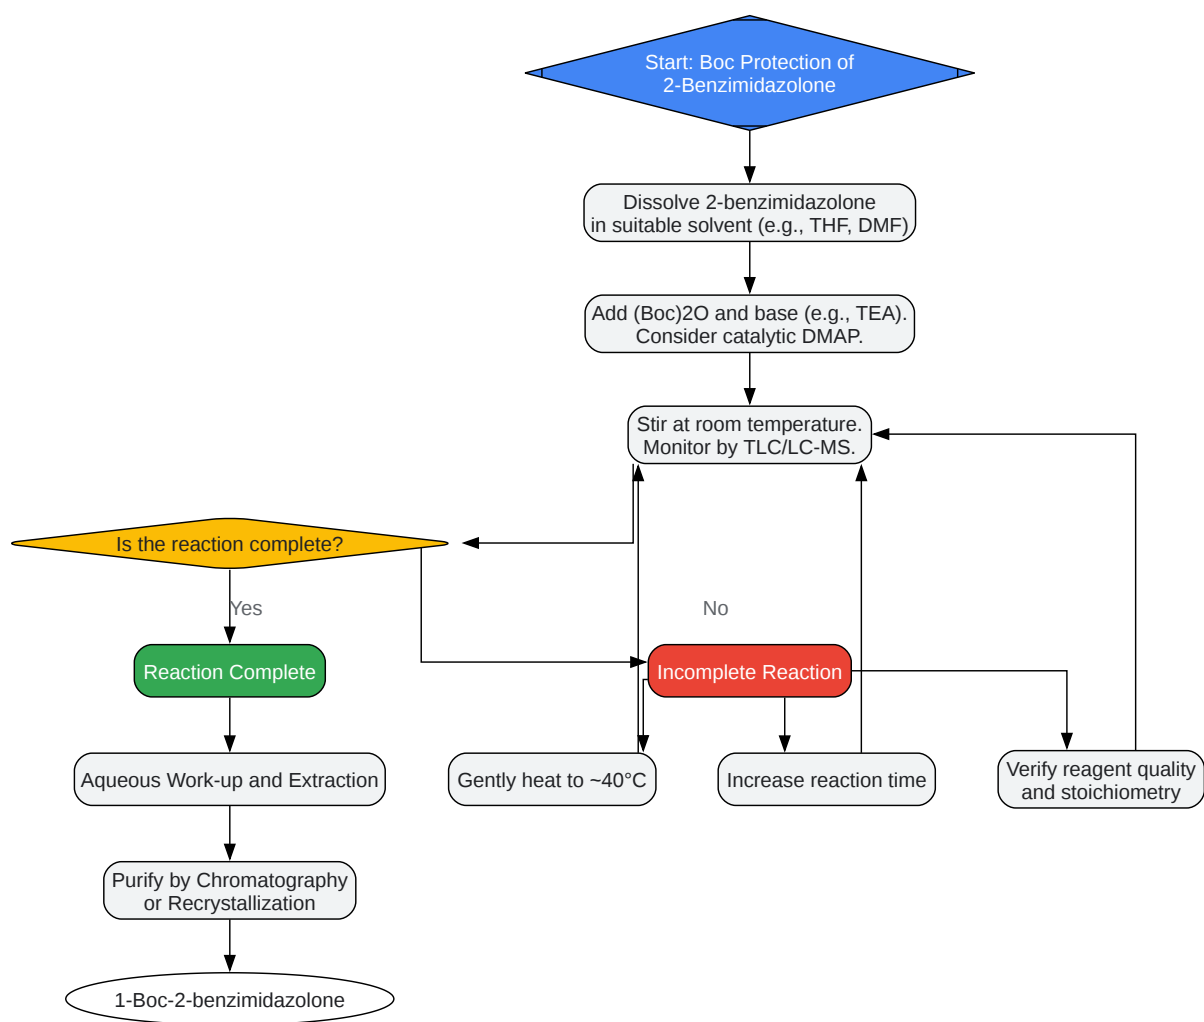 Start: Boc Protection of
2-Benzimidazolone
Dissolve 2-benzimidazolone
in suitable solvent (e.g., THF, DMF)
Add (Boc)2O and base (e.g., TEA).
Consider catalytic DMAP.
Stir at room temperature.
Monitor by TLC/LC-MS.
Is the reaction complete?
Yes
No
Reaction Complete
Incomplete Reaction
Aqueous Work-up and Extraction
Gently heat to ~40°C
Increase reaction time
Verify reagent quality
and stoichiometry
Purify by Chromatography
or Recrystallization
1-Boc-2-benzimidazolone